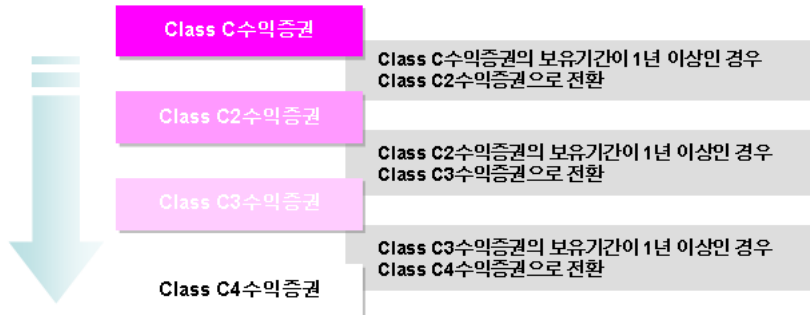 Class C수익증권
Class C수익증권의 보유기간이 1년 이상인 경우
Class C2수익증권으로 전환
Class C2수익증권
Class C2수익증권의 보유기간이 1년 이상인 경우
Class C3수익증권으로 전환
Class C3수익증권
Class C3수익증권의 보유기간이 1년 이상인 경우
Class C4수익증권으로 전환
Class C4수익증권